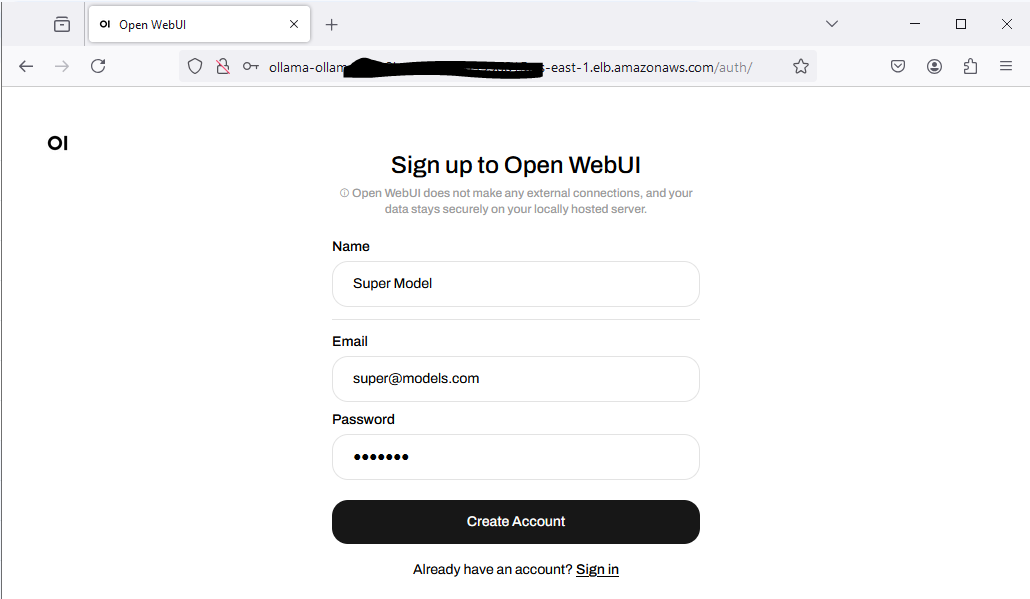 OI Open WebUI
ollama-ollam s-east-1.elb.amazonaws.com/auth/
OI
Sign up to Open WebUI
Open WebUI does not make any external connections, and your
data stays securely on your locally hosted server.
Name
Super Model
Email
super@models.com
Password
•••••••
Create Account
Already have an account? Sign in